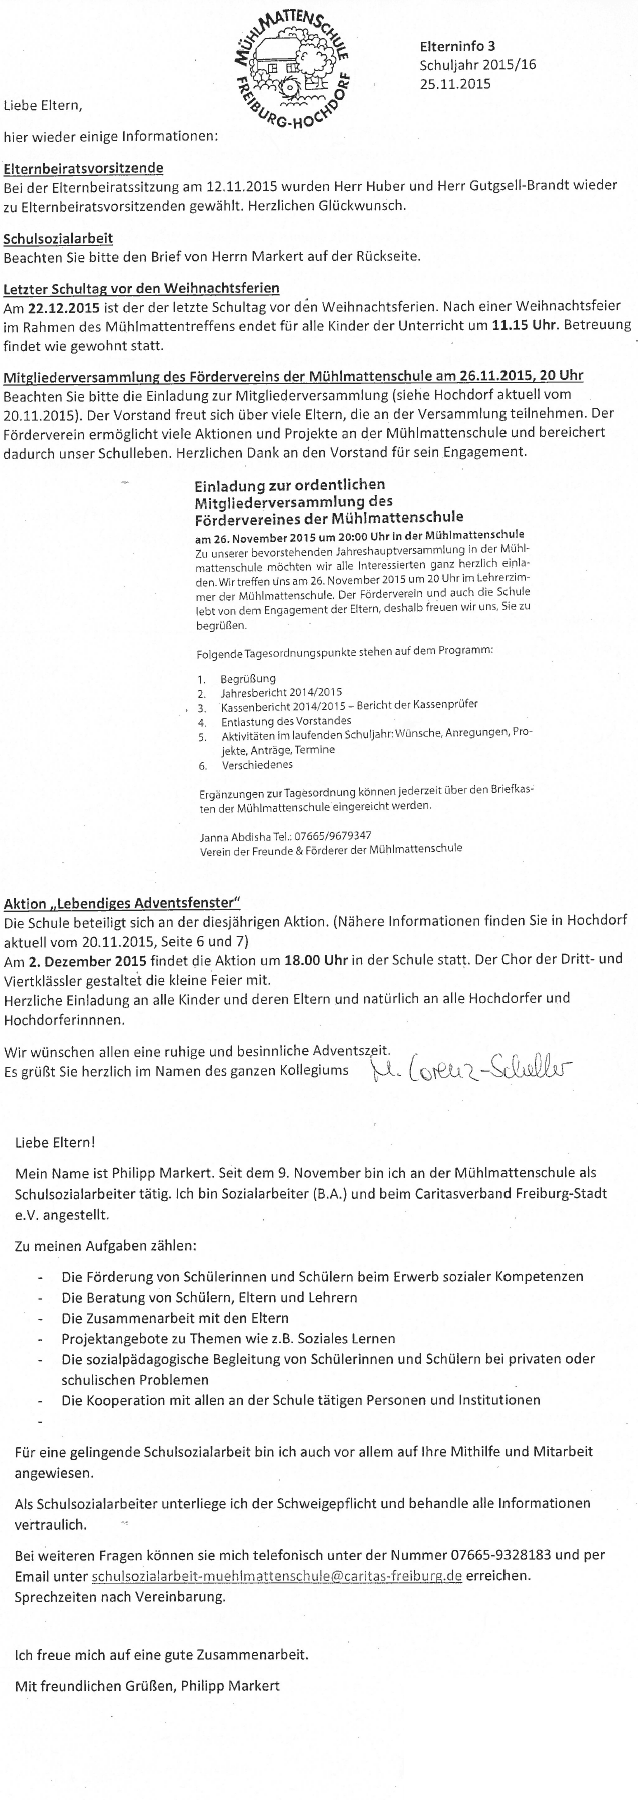 MÜHLMATTENSCHULE
FREIBURG-HOCHDORF
Elterninfo 3
Schuljahr 2015/16
25.11.2015
Liebe Eltern,
hier wieder einige Informationen:
Elternbeiratsvorsitzende
Bei der Elternbeiratssitzung am 12.11.2015 wurden Herr Huber und Herr Gutgsell-Brandt wieder
zu Elternbeiratsvorsitzenden gewählt. Herzlichen Glückwunsch.
Schulsozialarbeit
Beachten Sie bitte den Brief von Herrn Markert auf der Rückseite.
Letzter Schultag vor den Weihnachtsferien
Am 22.12.2015 ist der der letzte Schultag vor den Weihnachtsferien. Nach einer Weihnachtsfeier
im Rahmen des Mühlmattentreffens endet für alle Kinder der Unterricht um 11.15 Uhr. Betreuung
findet wie gewohnt statt.
Mitgliederversammlung des Fördervereins der Mühlmattenschule am 26.11.2015, 20 Uhr
Beachten Sie bitte die Einladung zur Mitgliederversammlung (siehe Hochdorf aktuell vom
20.11.2015). Der Vorstand freut sich über viele Eltern, die an der Versammlung teilnehmen. Der
Förderverein ermöglicht viele Aktionen und Projekte an der Mühlmattenschule und bereichert
dadurch unser Schulleben. Herzlichen Dank an den Vorstand für sein Engagement.
Einladung zur ordentlichen
Mitgliederversammlung des
Fördervereines der Mühlmattenschule
am 26. November 2015 um 20:00 Uhr in der Mühlmattenschule
Zu unserer bevorstehenden Jahreshauptversammlung in der Mühl-
mattenschule möchten wir alle Interessierten ganz herzlich einla-
den. Wir treffen uns am 26. November 2015 um 20 Uhr im Lehrerzim-
mer der Mühlmattenschule. Der Förderverein und auch die Schule
lebt von dem Engagement der Eltern, deshalb freuen wir uns, Sie zu
begrüßen.
Folgende Tagesordnungspunkte stehen auf dem Programm:
1. Begrüßung
2. Jahresbericht 2014/2015
3. Kassenbericht 2014/2015 – Bericht der Kassenprüfer
4. Entlastung des Vorstandes
5. Aktivitäten im laufenden Schuljahr: Wünsche, Anregungen, Pro-
jekte, Anträge, Termine
6. Verschiedenes
Ergänzungen zur Tagesordnung können jederzeit über den Briefkas-
ten der Mühlmattenschule eingereicht werden.
Janna Abdisha Tel.: 07665/9679347
Verein der Freunde & Förderer der Mühlmattenschule
Aktion „Lebendiges Adventsfenster"
Die Schule beteiligt sich an der diesjährigen Aktion. (Nähere Informationen finden Sie in Hochdorf
aktuell vom 20.11.2015, Seite 6 und 7)
Am 2. Dezember 2015 findet die Aktion um 18.00 Uhr in der Schule statt. Der Chor der Dritt- und
Viertklässler gestaltet die kleine Feier mit.
Herzliche Einladung an alle Kinder und deren Eltern und natürlich an alle Hochdorfer und
Hochdorferinnnen.
Wir wünschen allen eine ruhige und besinnliche Adventszeit.
Es grüßt Sie herzlich im Namen des ganzen Kollegiums M. Lorenz-Scheller
Liebe Eltern!
Mein Name ist Philipp Markert. Seit dem 9. November bin ich an der Mühlmattenschule als
Schulsozialarbeiter tätig. Ich bin Sozialarbeiter (B.A.) und beim Caritasverband Freiburg-Stadt
e.V. angestellt.
Zu meinen Aufgaben zählen:
- Die Förderung von Schülerinnen und Schülern beim Erwerb sozialer Kompetenzen
- Die Beratung von Schülern, Eltern und Lehrern
- Die Zusammenarbeit mit den Eltern
- Projektangebote zu Themen wie z.B. Soziales Lernen
- Die sozialpädagogische Begleitung von Schülerinnen und Schülern bei privaten oder
schulischen Problemen
- Die Kooperation mit allen an der Schule tätigen Personen und Institutionen
-
Für eine gelingende Schulsozialarbeit bin ich auch vor allem auf Ihre Mithilfe und Mitarbeit
angewiesen.
Als Schulsozialarbeiter unterliege ich der Schweigepflicht und behandle alle Informationen
vertraulich.
Bei weiteren Fragen können sie mich telefonisch unter der Nummer 07665-9328183 und per
Email unter schulsozialarbeit-muehlmattenschule@caritas-freiburg.de erreichen.
Sprechzeiten nach Vereinbarung.
Ich freue mich auf eine gute Zusammenarbeit.
Mit freundlichen Grüßen, Philipp Markert